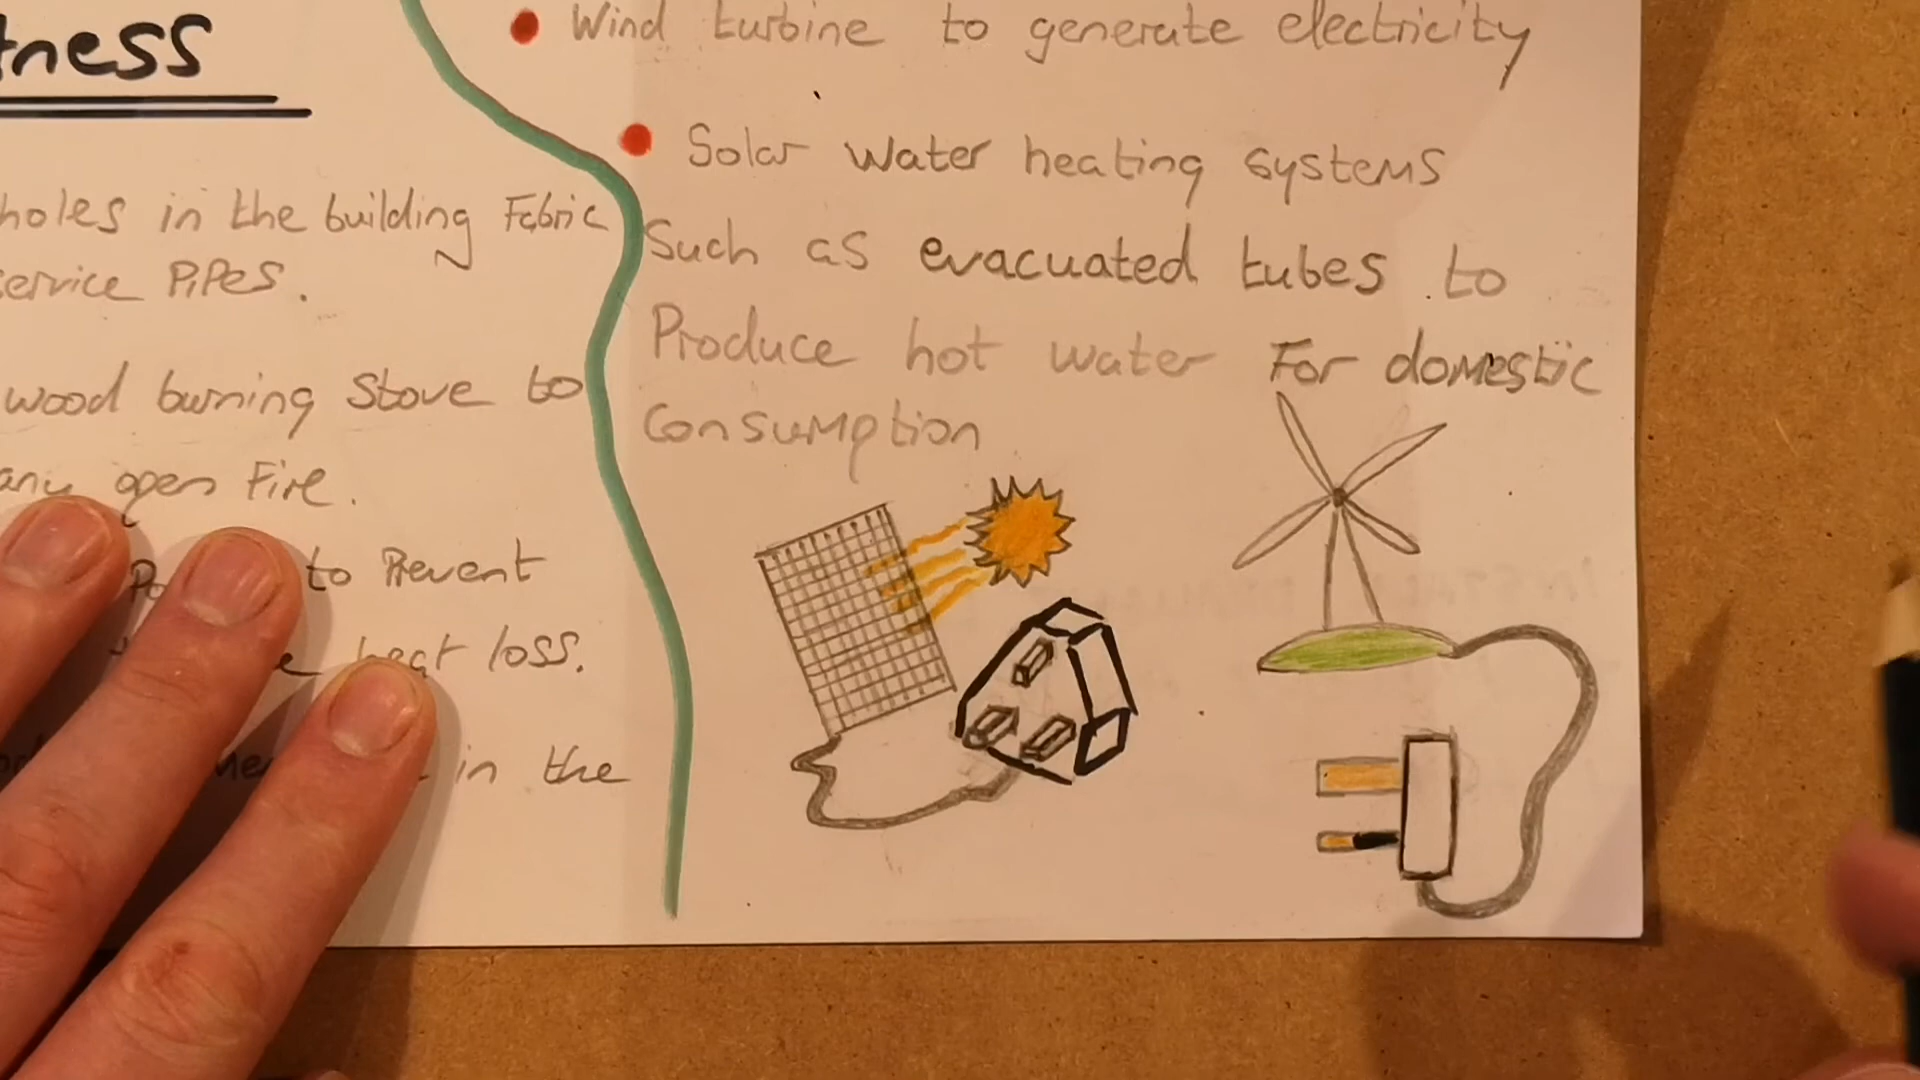 tness
holes in the building Fabric
service PiPes.
wood burning Stove to
any open Fire.
to Prevent
heat loss.
in the
Wind turbine to generate electricity
Solar Water heating systems
Such as evacuated tubes to
Produce hot water For domestic
Consumption